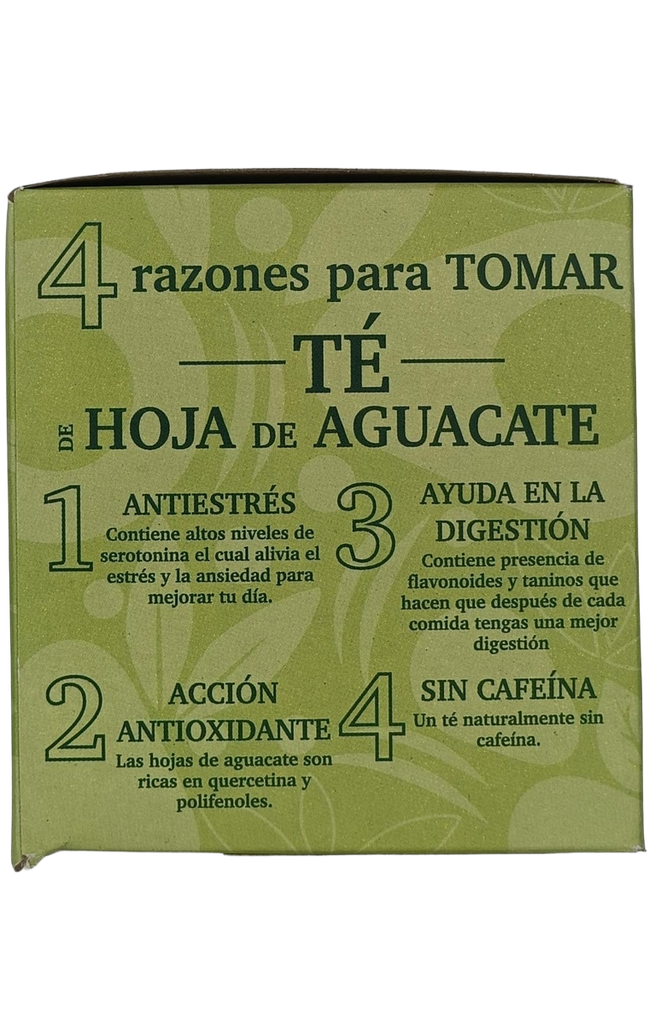 4 razones para TOMAR
TÉ
DE HOJA DE AGUACATE
1 ANTIESTRÉS
Contiene altos niveles de
serotonina el cual alivia el
estrés y la ansiedad para
mejorar tu día.
2 ACCIÓN
ANTIOXIDANTE
Las hojas de aguacate son
ricas en quercetina y
polifenoles.
3 AYUDA EN LA
DIGESTIÓN
Contiene presencia de
flavonoides y taninos que
hacen que después de cada
comida tengas una mejor
digestión
4 SIN CAFEÍNA
Un té naturalmente sin
cafeína.